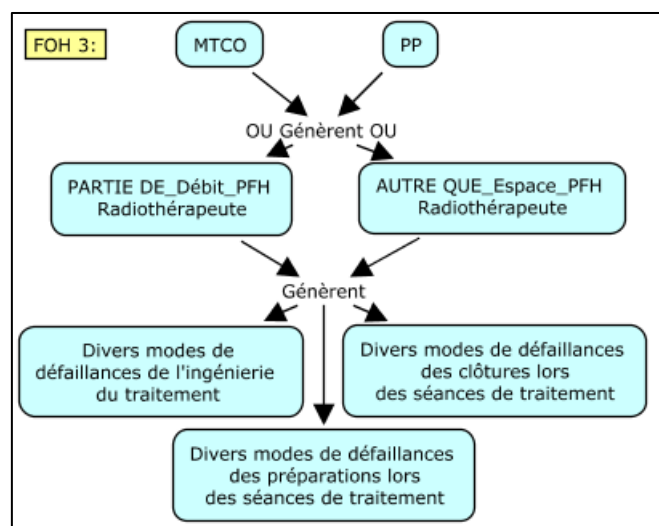 FOH 3:
MTCO
PP
OU Génèrent OU
PARTIE DE_Débit_PFH
Radiothérapeute
AUTRE QUE_Espace_PFH
Radiothérapeute
Génèrent
Divers modes de
défaillances de l'ingénierie
du traitement
Divers modes de défaillances
des clôtures lors
des séances de traitement
Divers modes de défaillances
des préparations lors
des séances de traitement